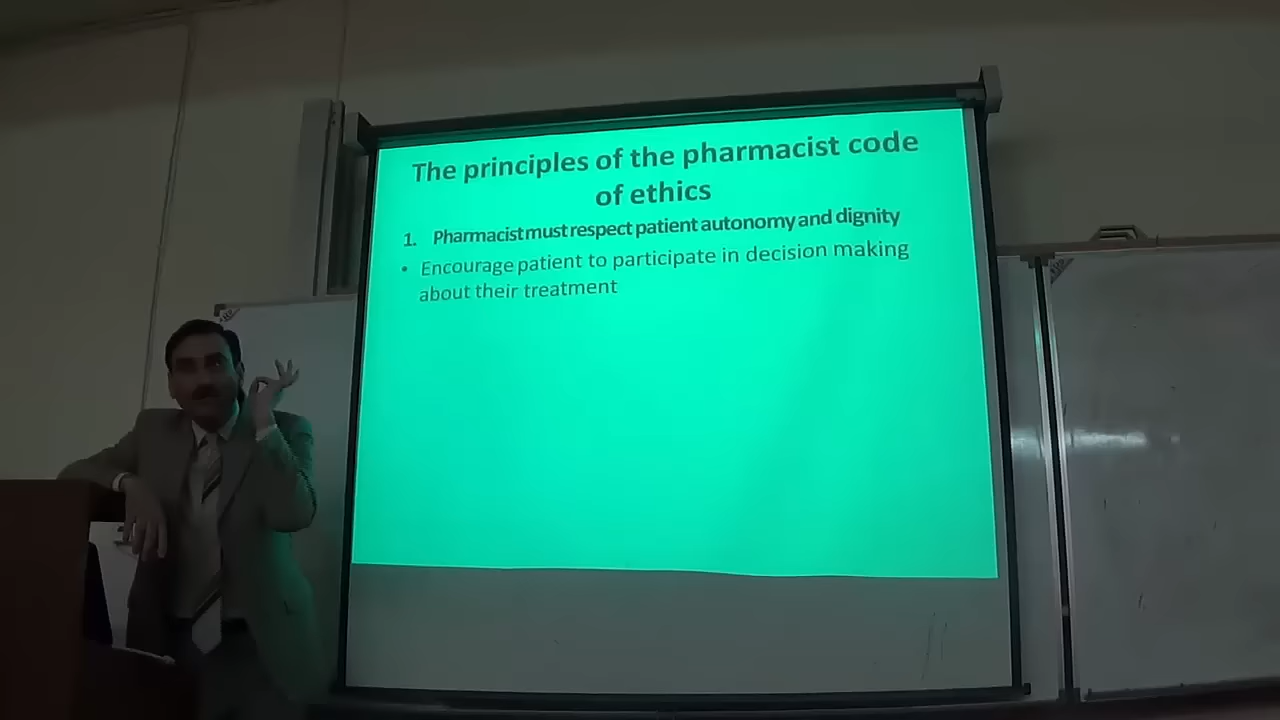 The principles of the pharmacist code
of ethics
1. Pharmacist must respect patient autonomy and dignity
• Encourage patient to participate in decision making
about their treatment